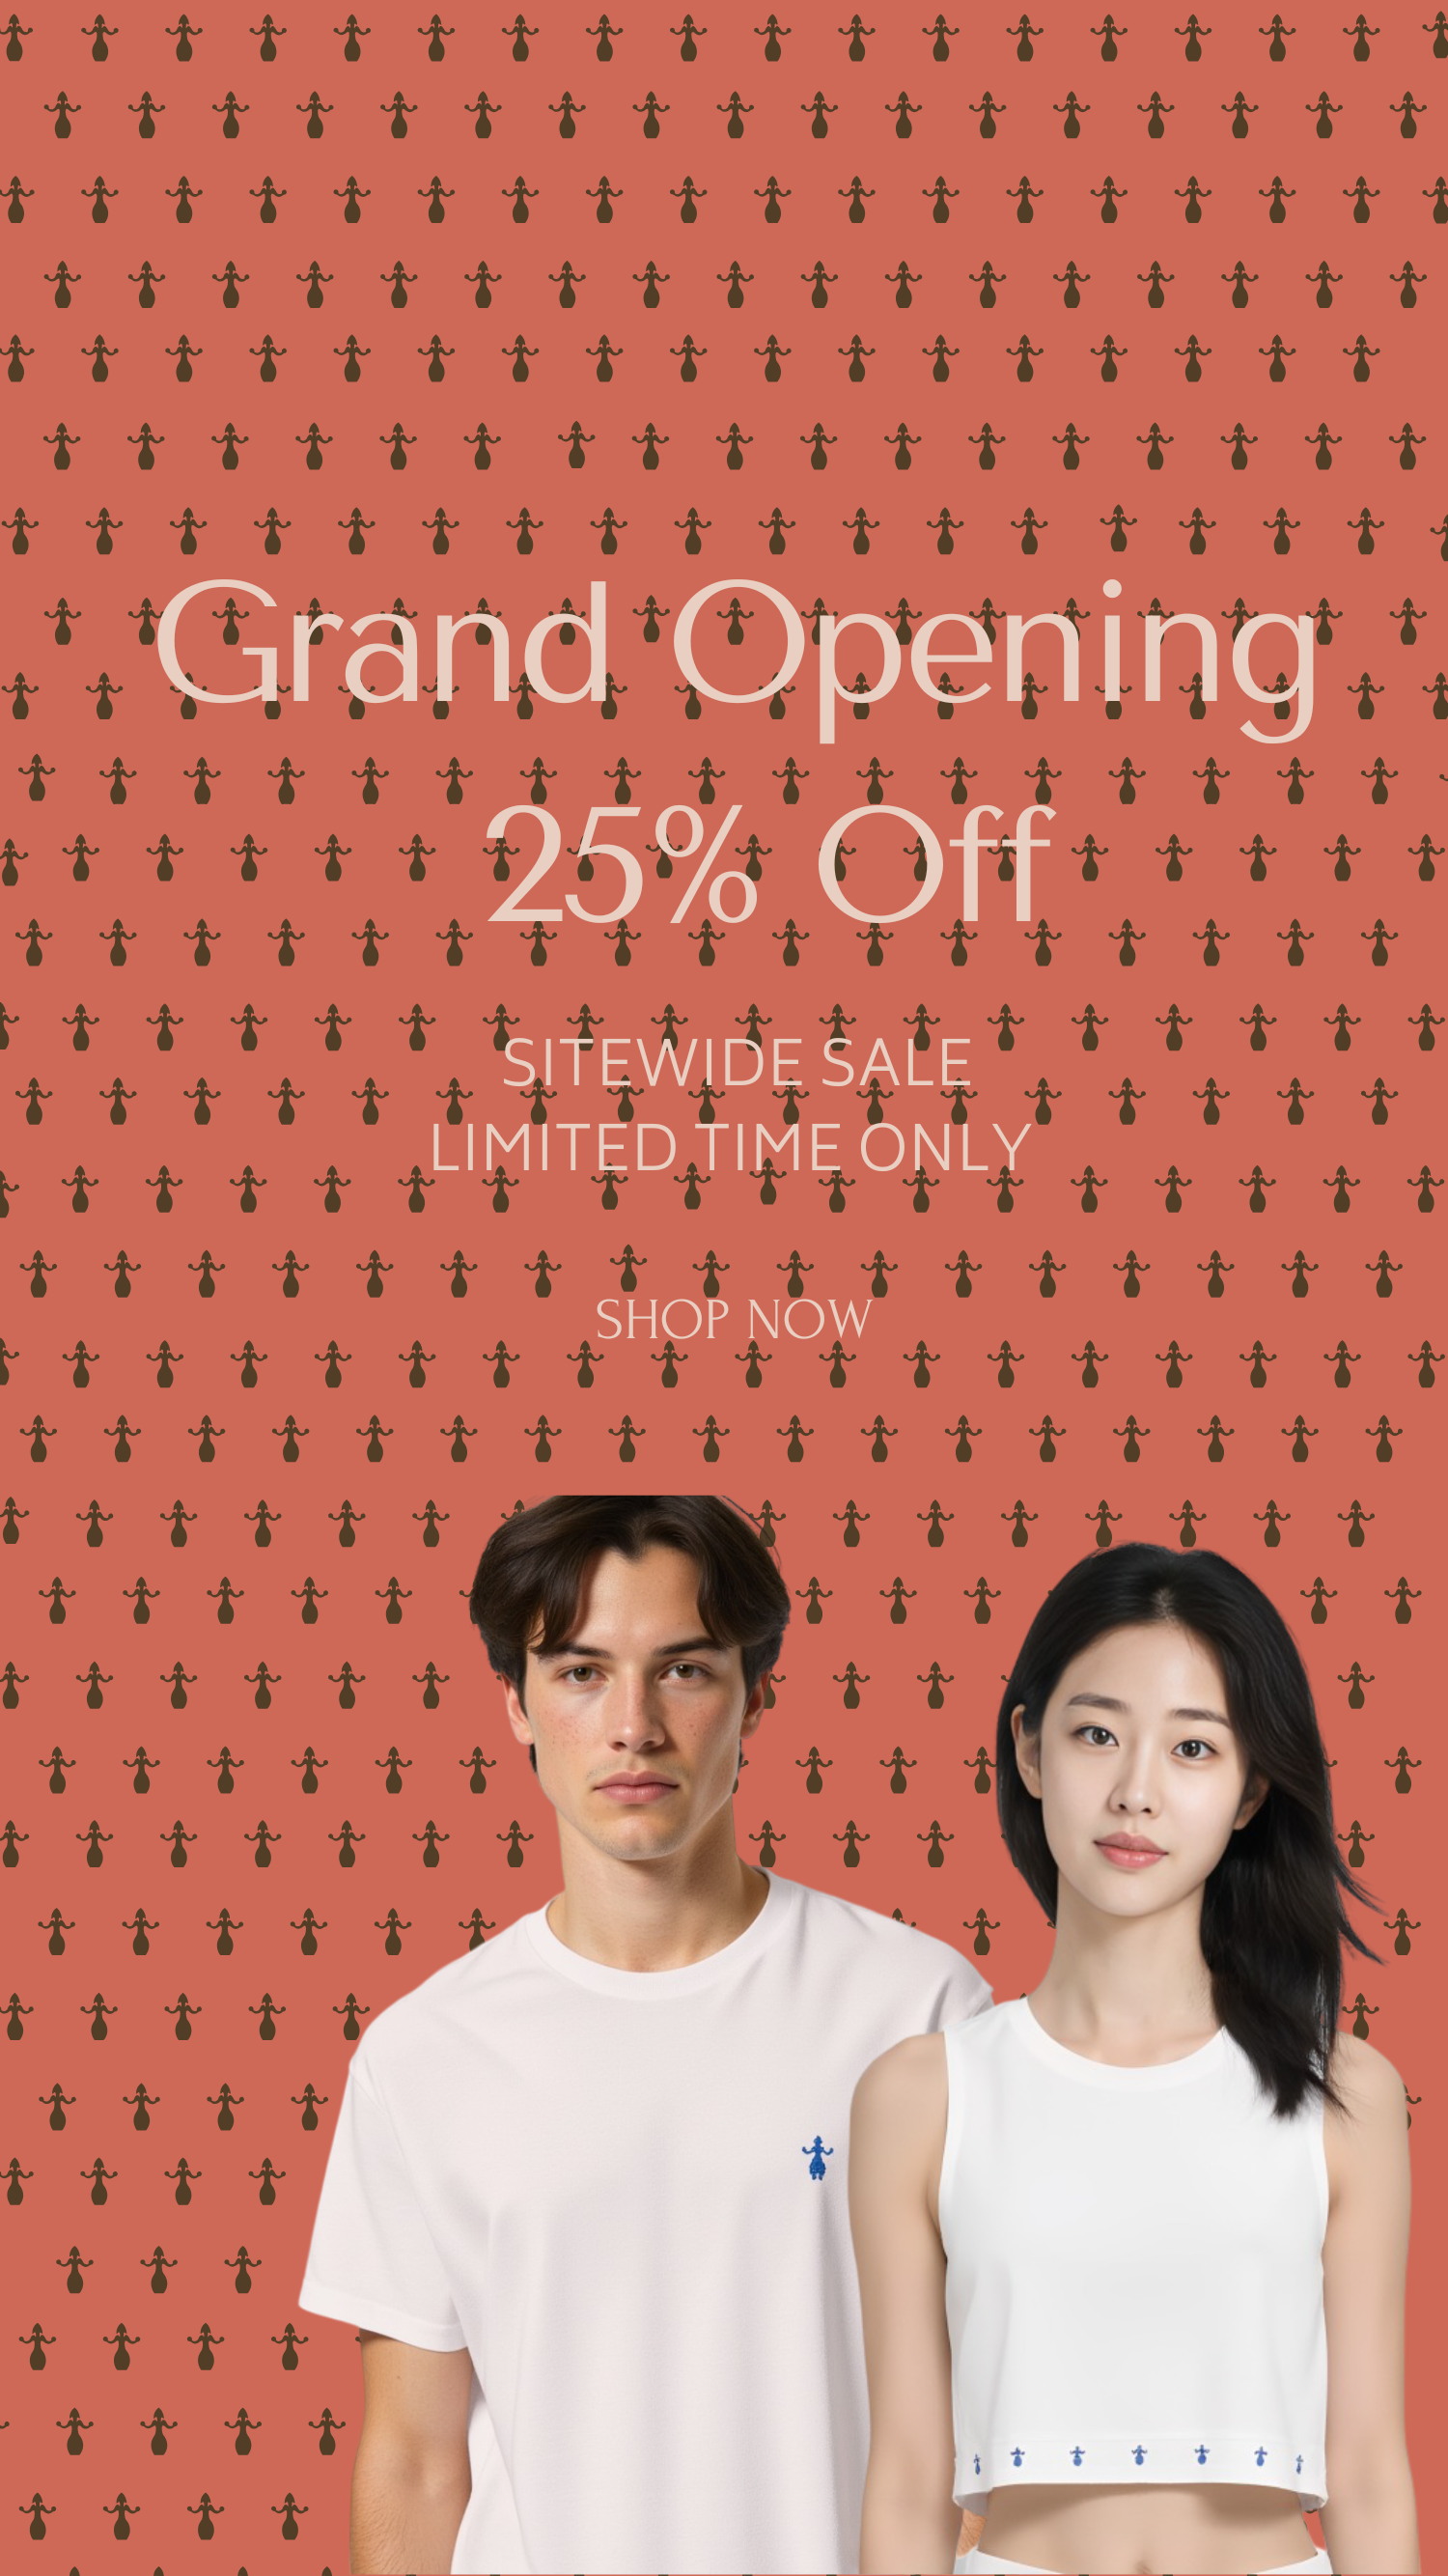 Grand Opening
25% Off
SITEWIDE SALE
LIMITED TIME ONLY
SHOP NOW